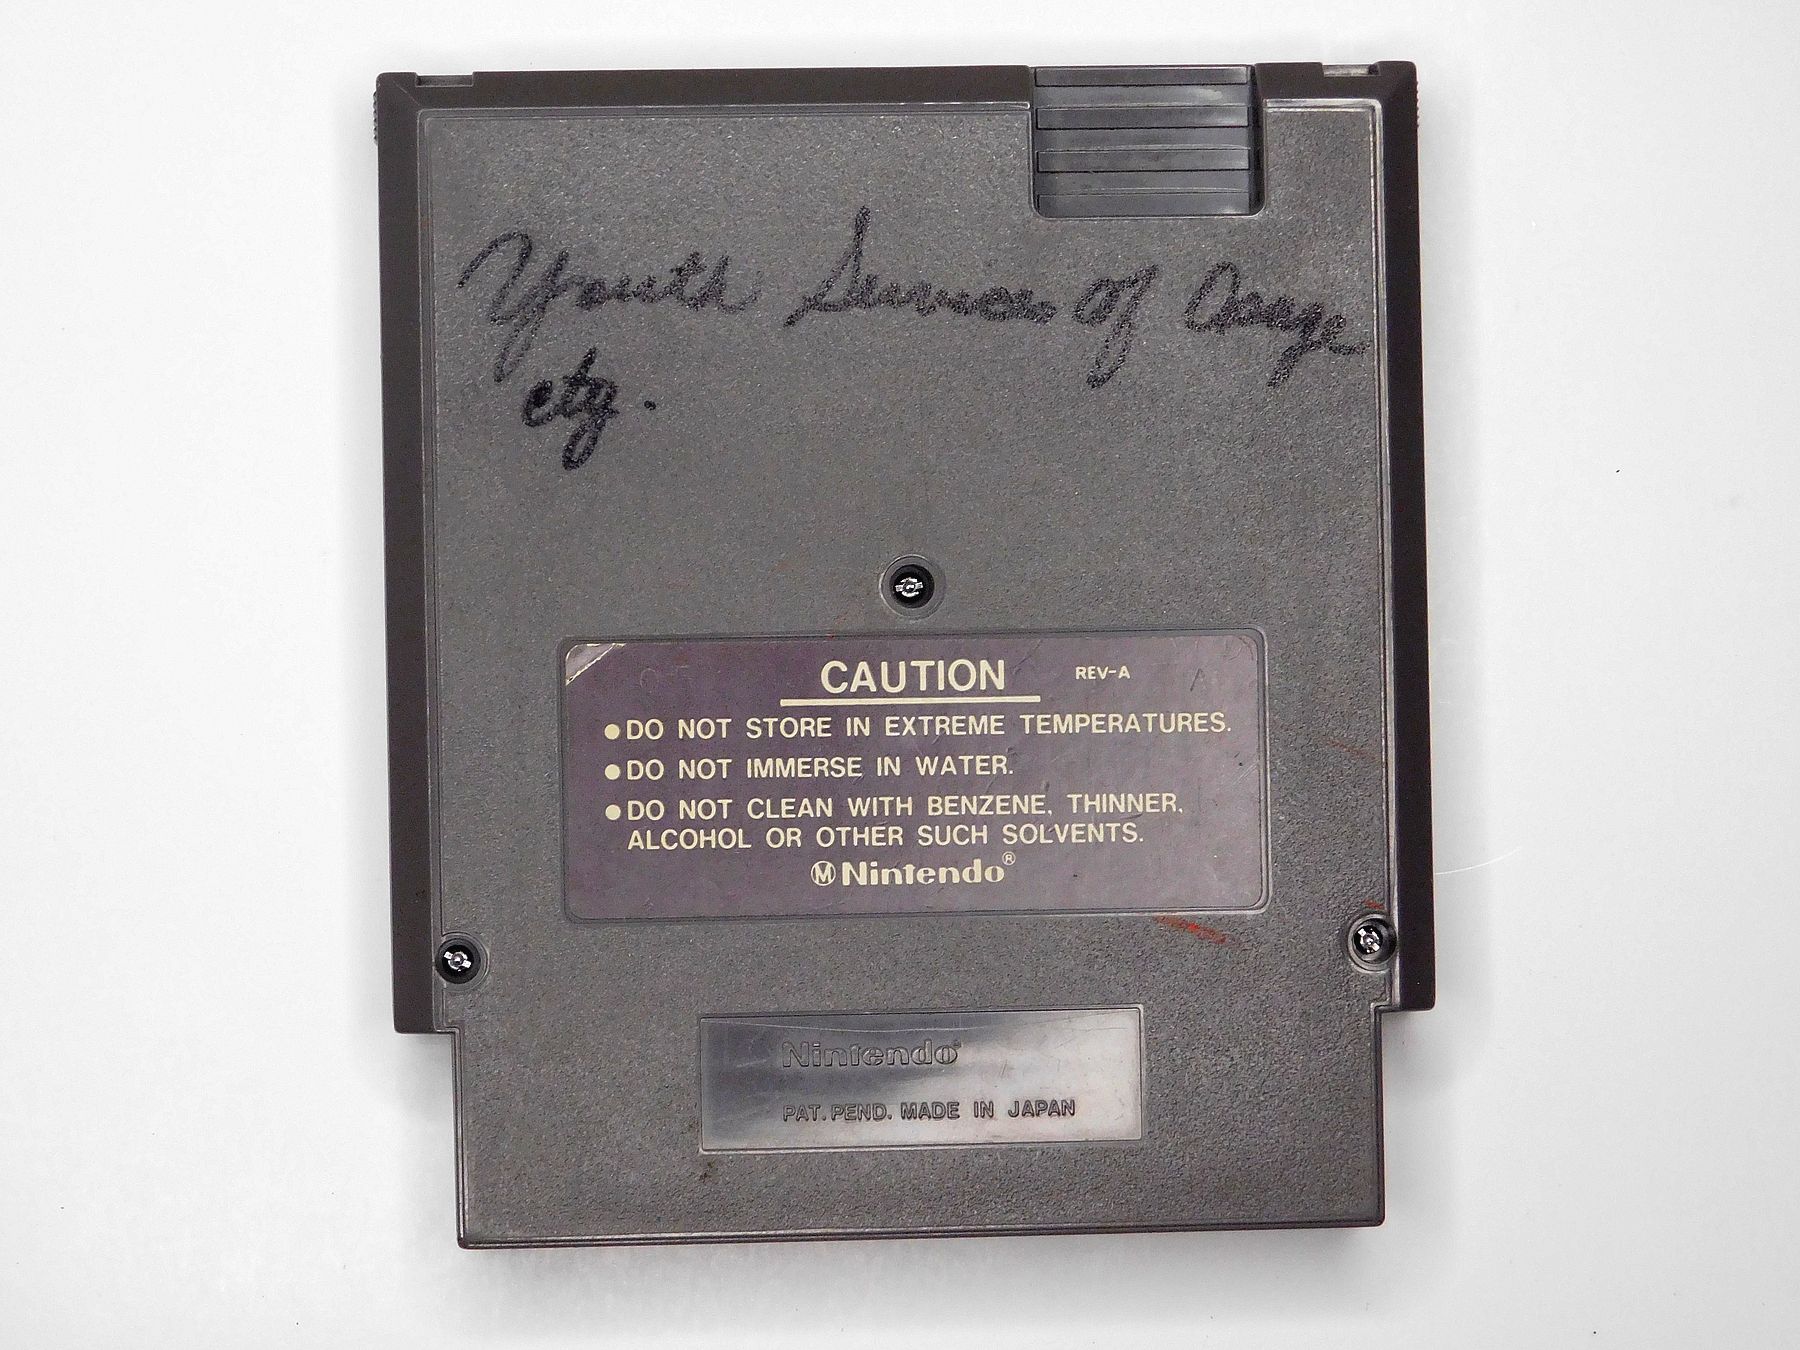 Youth Services of Osage
cty.
CAUTION REV-A
●DO NOT STORE IN EXTREME TEMPERATURES.
●DO NOT IMMERSE IN WATER.
●DO NOT CLEAN WITH BENZENE, THINNER,
ALCOHOL OR OTHER SUCH SOLVENTS.
Nintendo®
Nintendo®
PAT. PEND. MADE IN JAPAN